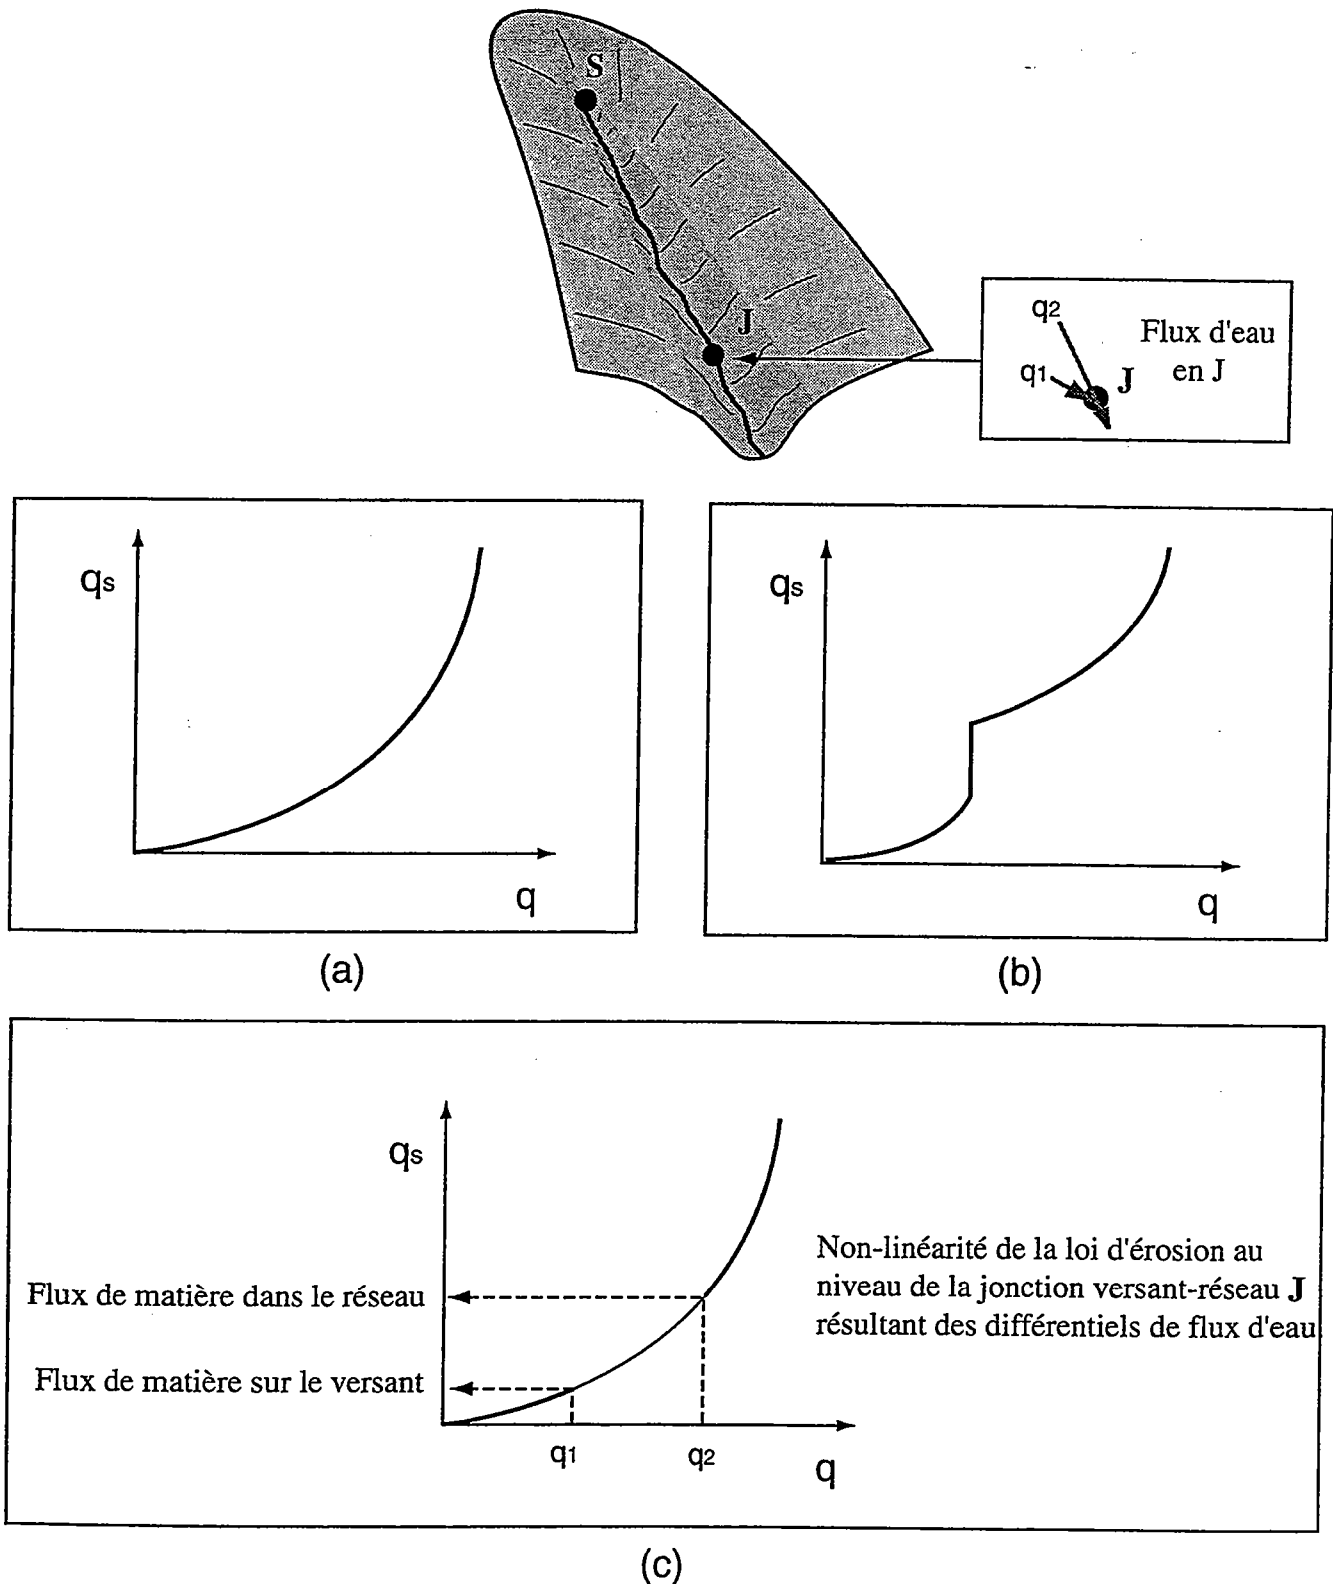 S
J
q2
Flux d'eau
q1
J
en J
qs
q
(a)
qs
q
(b)
qs
Non-linéarité de la loi d'érosion au
niveau de la jonction versant-réseau J
résultant des différentiels de flux d'eau
Flux de matière dans le réseau
Flux de matière sur le versant
q1
q2
q
(c)